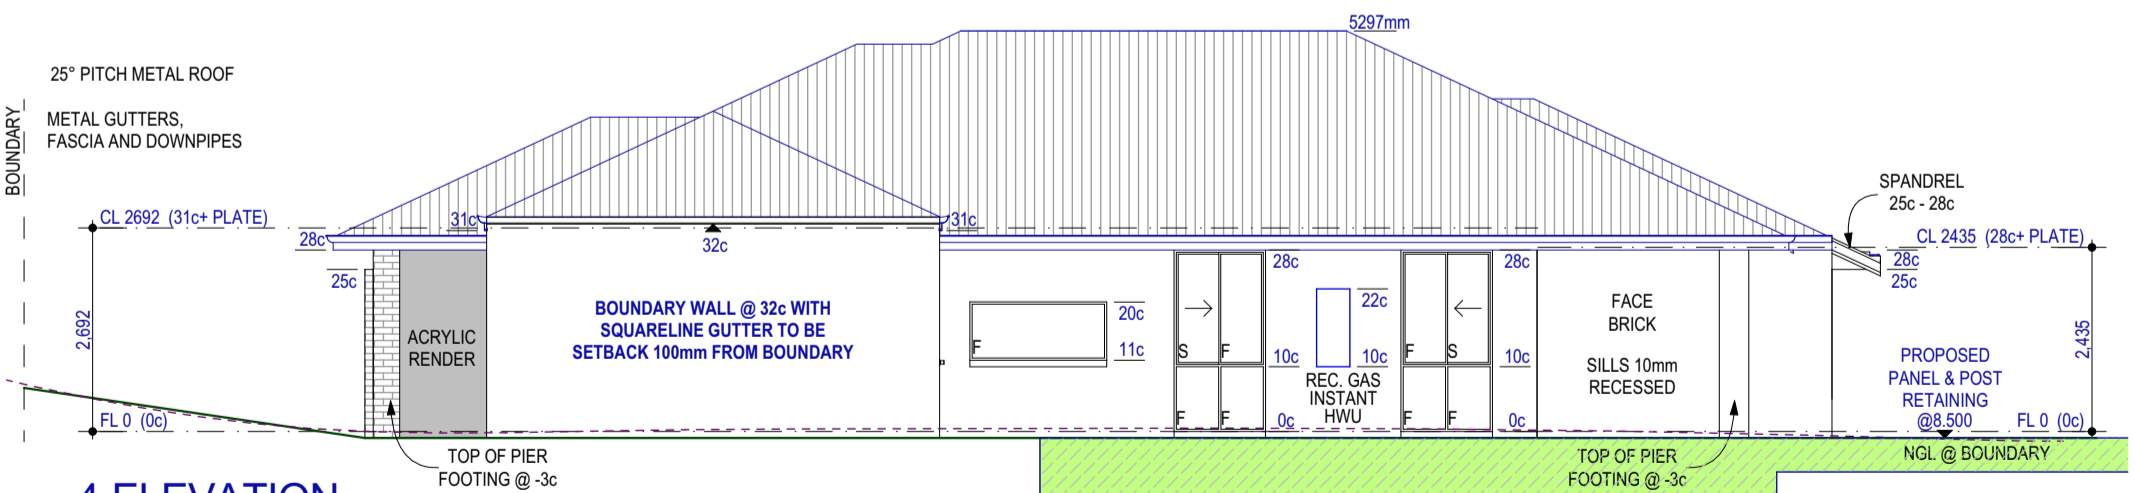 5297mm
25° PITCH METAL ROOF
METAL GUTTERS,
FASCIA AND DOWNPIPES
BOUNDARY
SPANDREL
25c - 28c
CL 2692 (31c+ PLATE)
31c
31c
32c
28c
CL 2435 (28c+ PLATE)
28c
25c
25c
28c
28c
2,692
BOUNDARY WALL @ 32c WITH
SQUARELINE GUTTER TO BE
SETBACK 100mm FROM BOUNDARY
ACRYLIC
RENDER
F
20c
11c
S F
F F
10c
0c
22c
10c
REC. GAS
INSTANT
HWU
F S
F F
10c
0c
FACE
BRICK
SILLS 10mm
RECESSED
2,435
PROPOSED
PANEL & POST
RETAINING
@8.500
FL 0 (0c)
FL 0 (0c)
TOP OF PIER
FOOTING @ -3c
TOP OF PIER
FOOTING @ -3c
NGL @ BOUNDARY
4 ELEVATION